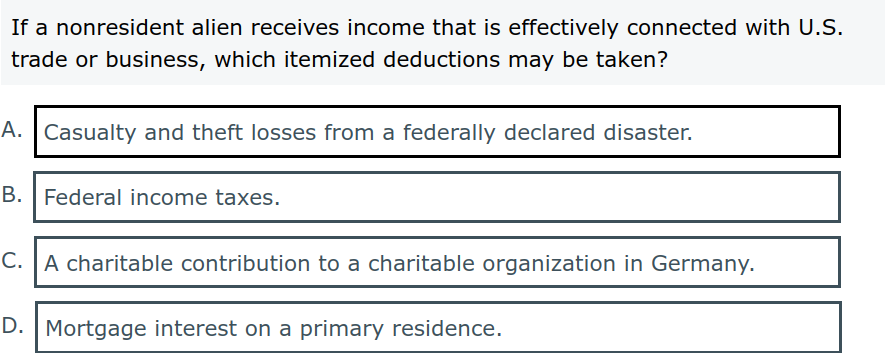 If a nonresident alien receives income that is effectively connected with U.S.
trade or business, which itemized deductions may be taken?
A. Casualty and theft losses from a federally declared disaster.
B. Federal income taxes.
C. A charitable contribution to a charitable organization in Germany.
D. Mortgage interest on a primary residence.